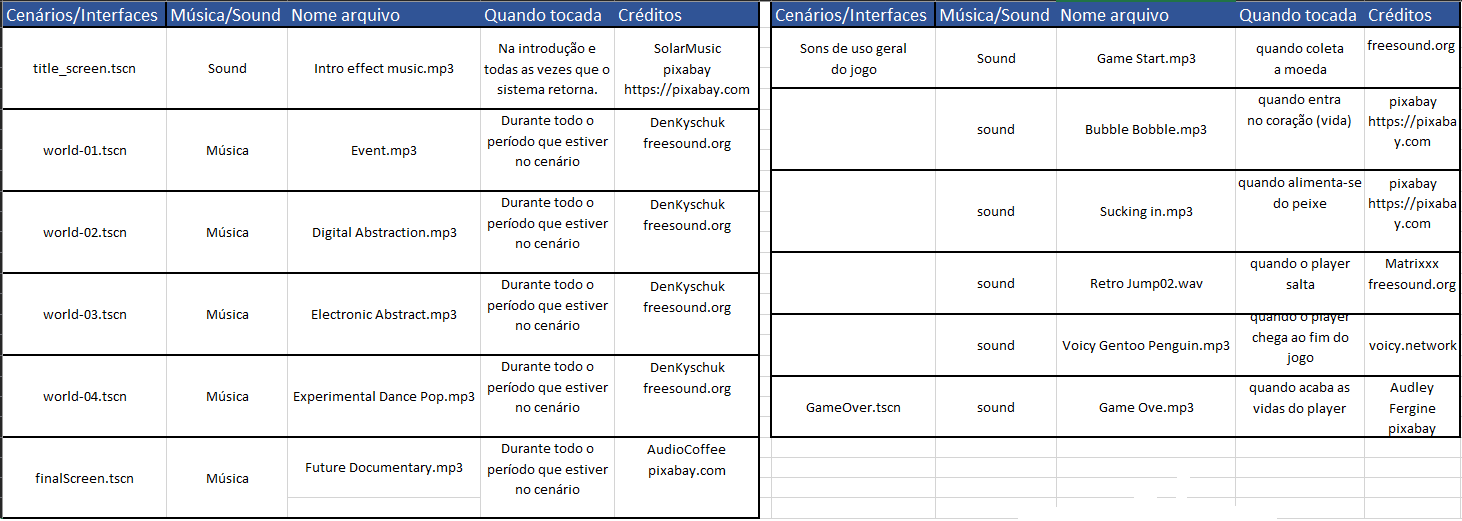 Cenários/Interfaces Música/Sound Nome arquivo Quando tocada Créditos
title_screen.tscn Sound Intro effect music.mp3
Na introdução e
todas as vezes que o
sistema retorna.
SolarMusic
pixabay
https://pixabay.com
world-01.tscn Música Event.mp3
Durante todo o
período que estiver
no cenário
DenKyschuk
freesound.org
world-02.tscn Música Digital Abstraction.mp3
Durante todo o
período que estiver
no cenário
DenKyschuk
freesound.org
world-03.tscn Música Electronic Abstract.mp3
Durante todo o
período que estiver
no cenário
DenKyschuk
freesound.org
world-04.tscn Música Experimental Dance Pop.mp3
Durante todo o
período que estiver
no cenário
DenKyschuk
freesound.org
finalScreen.tscn Música Future Documentary.mp3
Durante todo o
período que estiver
no cenário
AudioCoffee
pixabay.com
Cenários/Interfaces Música/Sound Nome arquivo Quando tocada Créditos
Sons de uso geral
do jogo
Sound Game Start.mp3
quando coleta
a moeda
freesound.org
sound Bubble Bobble.mp3
quando entra
no coração (vida)
pixabay
https://pixaba
y.com
sound Sucking in.mp3
quando alimenta-se
do peixe
pixabay
https://pixaba
y.com
sound Retro Jump02.wav
quando o player
salta
Matrixxx
freesound.org
sound Voicy Gentoo Penguin.mp3
quando o player
chega ao fim do
jogo
voicy.network
GameOver.tscn sound Game Ove.mp3
quando acaba as
vidas do player
Audley
Fergine
pixabay